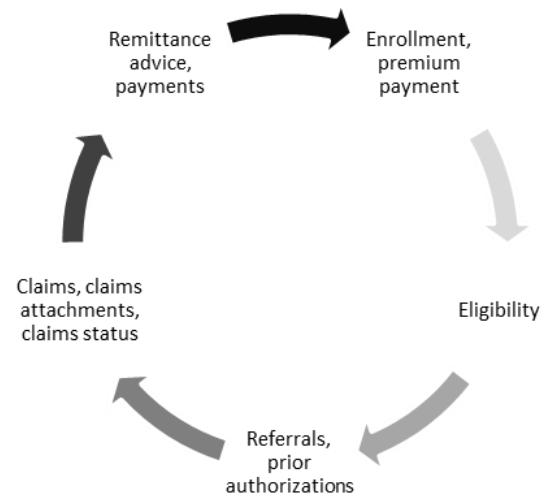 Remittance
advice,
payments
Enrollment,
premium
payment
Eligibility
Referrals,
prior
authorizations
Claims, claims
attachments,
claims status